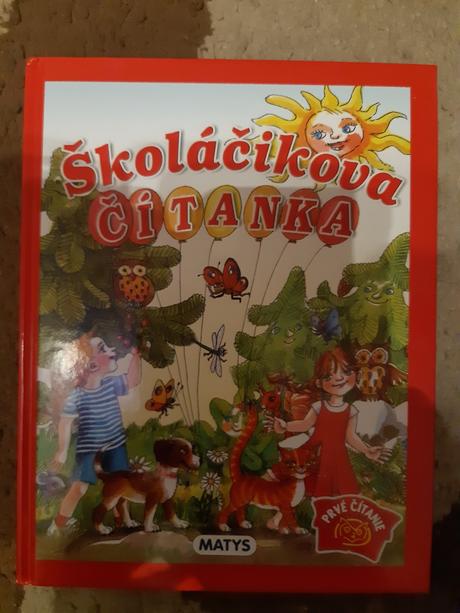 Školáčikova
ČÍTANKA
PRVÉ ČÍTANIE
MATYS